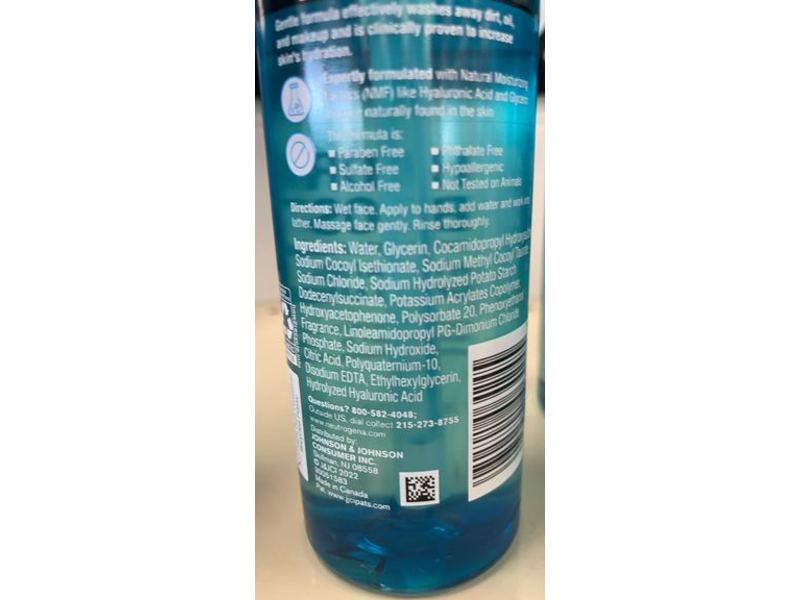 Gentle formula effectively washes away dirt, oil,
and makeup and is clinically proven to increase
skin's hydration.
Expertly formulated with Natural Moisturizing
(NMF) like Hyaluronic Acid and Glycerin
naturally found in the skin
formula is:
■ Paraben Free
■ Sulfate Free
■ Alcohol Free
■ Phthalate Free
■ Hypoallergenic
■ Not Tested on Animals
Directions: Wet face. Apply to hands, add water and work into
lather. Massage face gently. Rinse thoroughly.
Ingredients: Water, Glycerin, Cocamidopropyl
Sodium Cocoyl Isethionate, Sodium Methyl Cocoyl
Sodium Chloride, Sodium Hydrolyzed Potato Starch
Dodecenylsuccinate, Potassium Acrylates Copolymer,
Hydroxyacetophenone, Polysorbate 20, Phenoxyethanol,
Fragrance, Linoleamidopropyl PG-Dimonium Chloride
Phosphate, Sodium Hydroxide,
Citric Acid, Polyquaternium-10,
Disodium EDTA, Ethylhexylglycerin,
Hydrolyzed Hyaluronic Acid
Questions? 800-582-4048;
Outside US, dial collect 215-273-8755
www.neutrogena.com
Distributed by:
JOHNSON & JOHNSON
CONSUMER INC.
Skillman, NJ 08558
© J&JCI 2022
30051583
Made in Canada
Pat. www.jjcipats.com